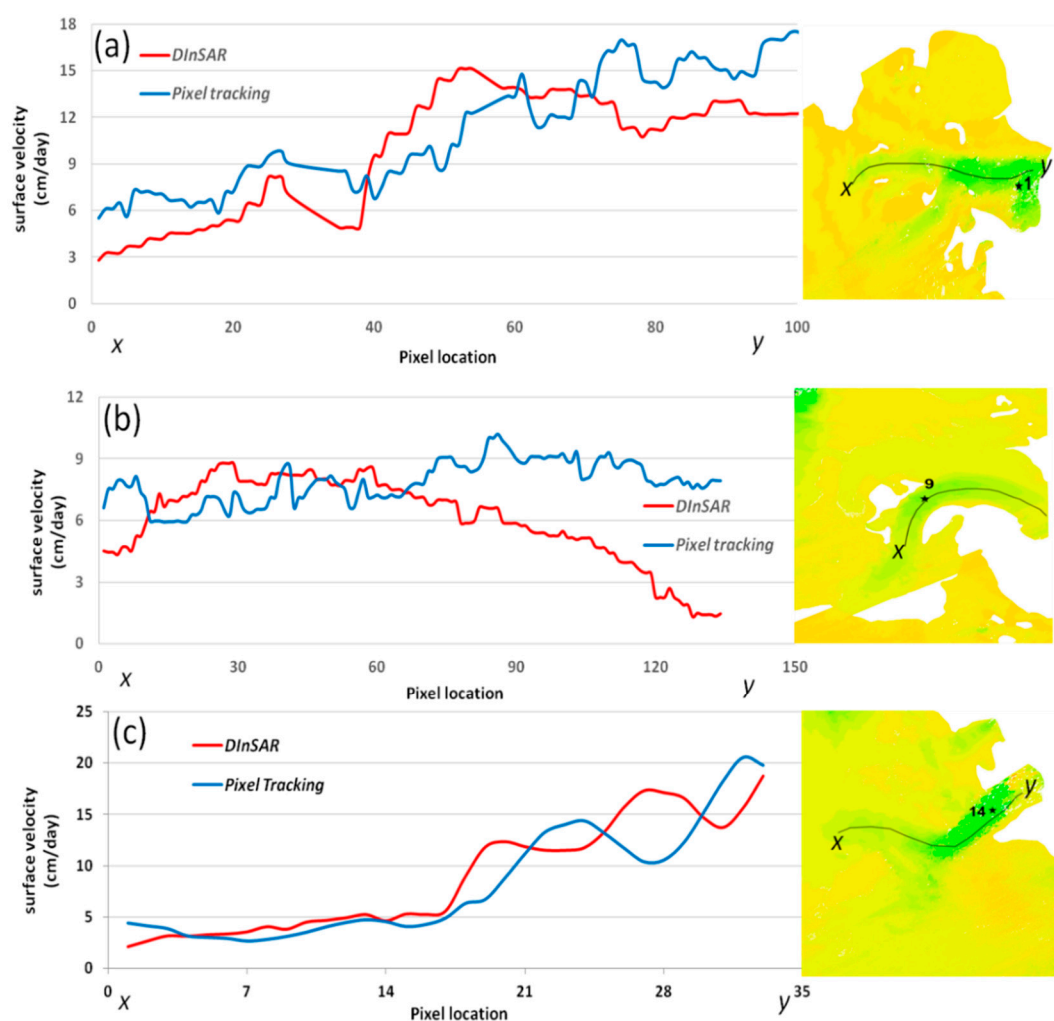 (a)
DInSAR
Pixel tracking
surface velocity
(cm/day)
18
15
12
9
6
3
0
0 20 40 60 80 100
x
Pixel location
y
x
y
1
(b)
DInSAR
Pixel tracking
surface velocity
(cm/day)
12
9
6
3
0
0 30 60 90 120 150
x
Pixel location
y
9
x
(c)
DInSAR
Pixel Tracking
surface velocity
(cm/day)
25
20
15
10
5
0
0 7 14 21 28 35
x
Pixel location
y
x
14
y